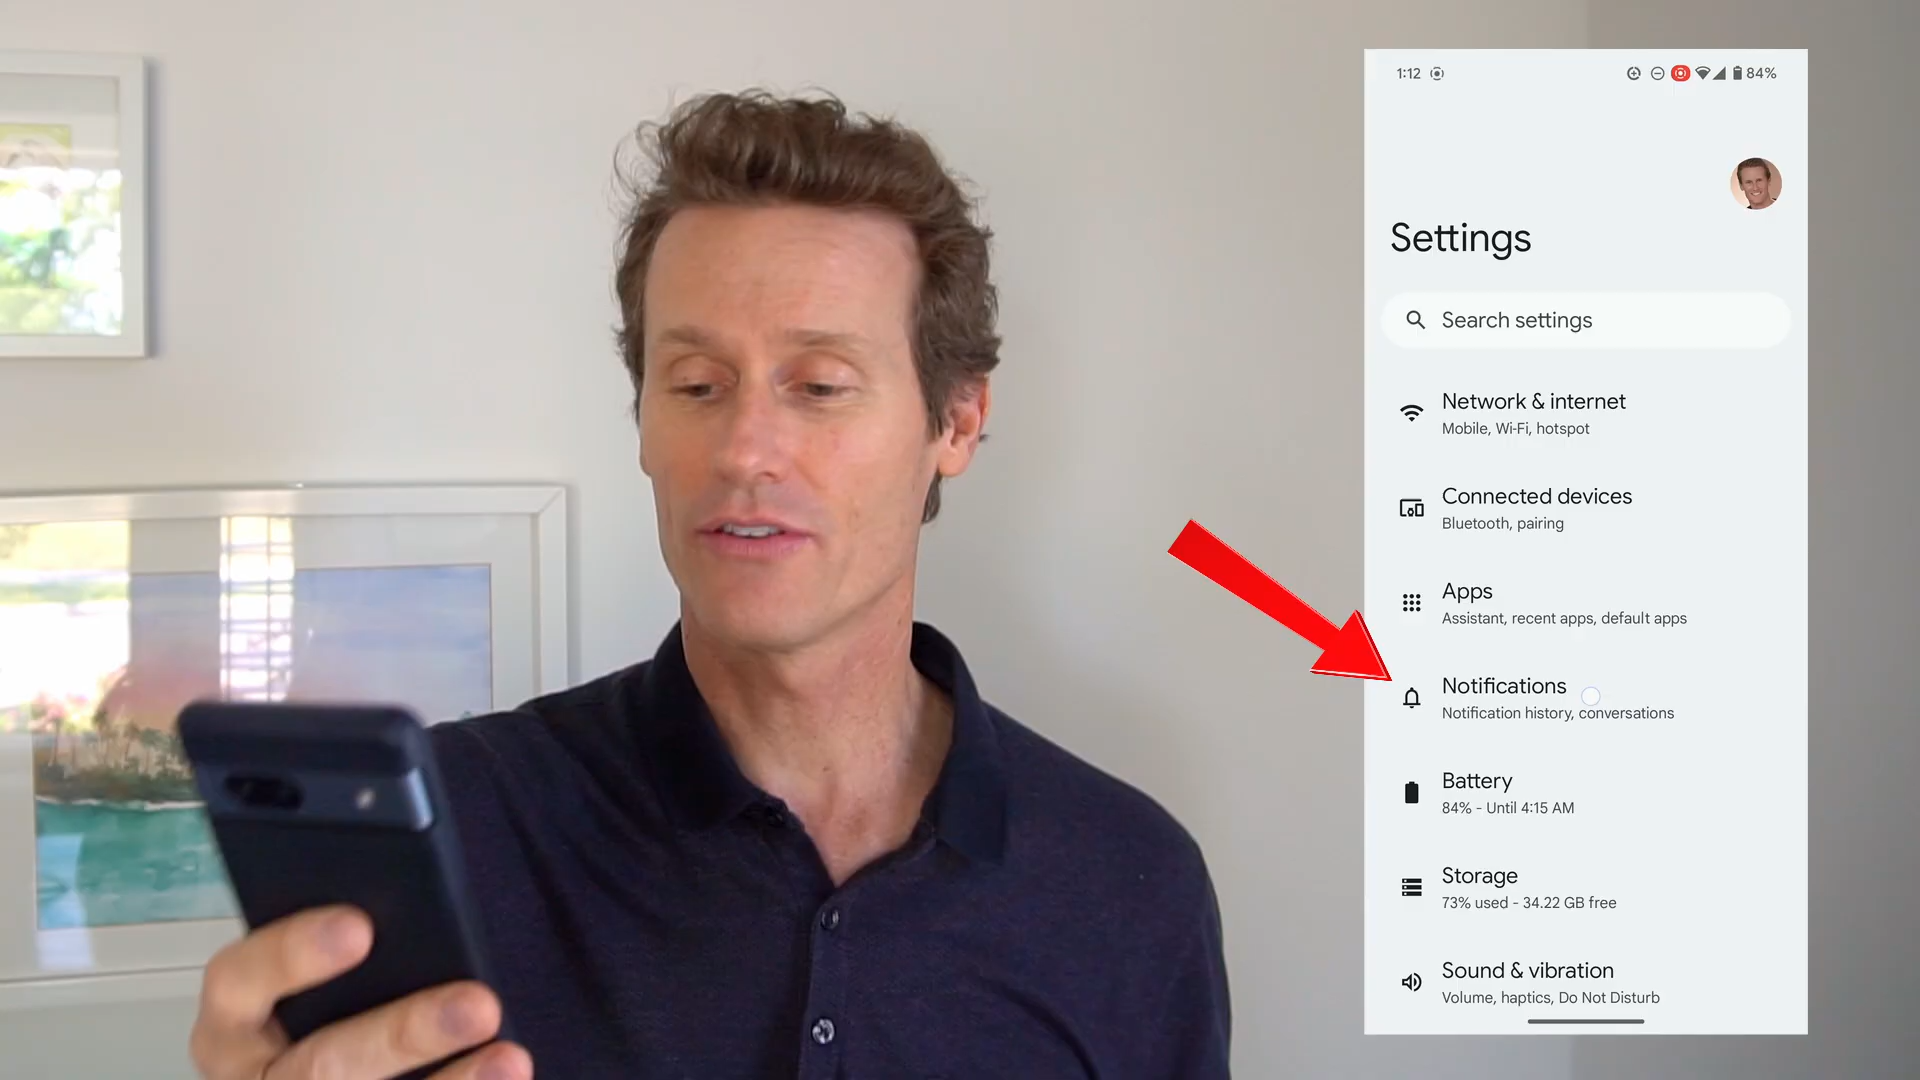 1:12
84%
Settings
Search settings
Network & internet
Mobile, Wi-Fi, hotspot
Connected devices
Bluetooth, pairing
Apps
Assistant, recent apps, default apps
Notifications
Notification history, conversations
Battery
84% - Until 4:15 AM
Storage
73% used - 34.22 GB free
Sound & vibration
Volume, haptics, Do Not Disturb